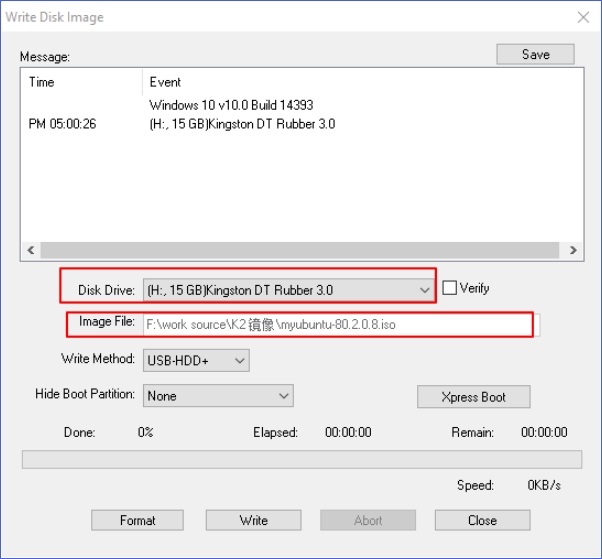 Write Disk Image
Message:
Save
Time Event
Windows 10 v10.0 Build 14393
PM 05:00:26 (H:, 15 GB)Kingston DT Rubber 3.0
Disk Drive: (H:, 15 GB)Kingston DT Rubber 3.0 Verify
Image File: F:\work source\K2镜像\myubuntu-80.2.0.8.iso
Write Method: USB-HDD+
Hide Boot Partition: None Xpress Boot
Done: 0% Elapsed: 00:00:00 Remain: 00:00:00
Speed: 0KB/s
Format Write Abort Close